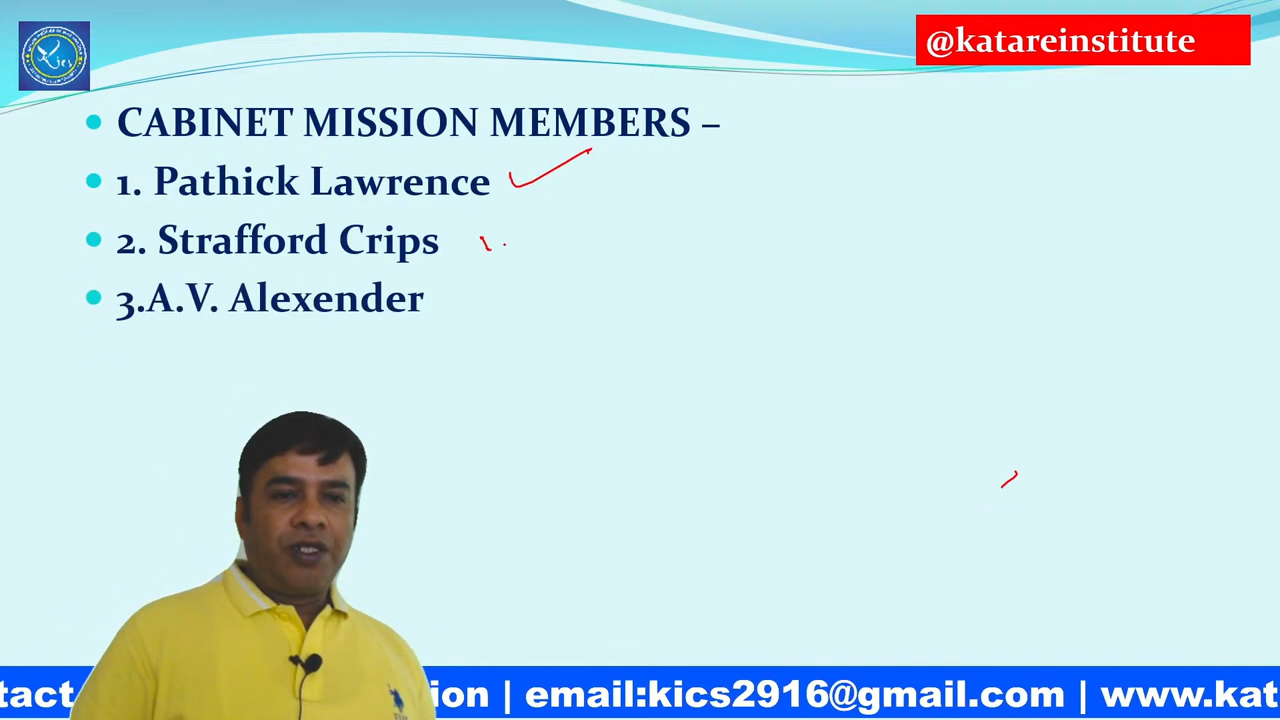 @katareinstitute
CABINET MISSION MEMBERS –
1. Pathick Lawrence
2. Strafford Crips
3.A.V. Alexender
tact ion | email:kics2916@gmail.com | www.kat